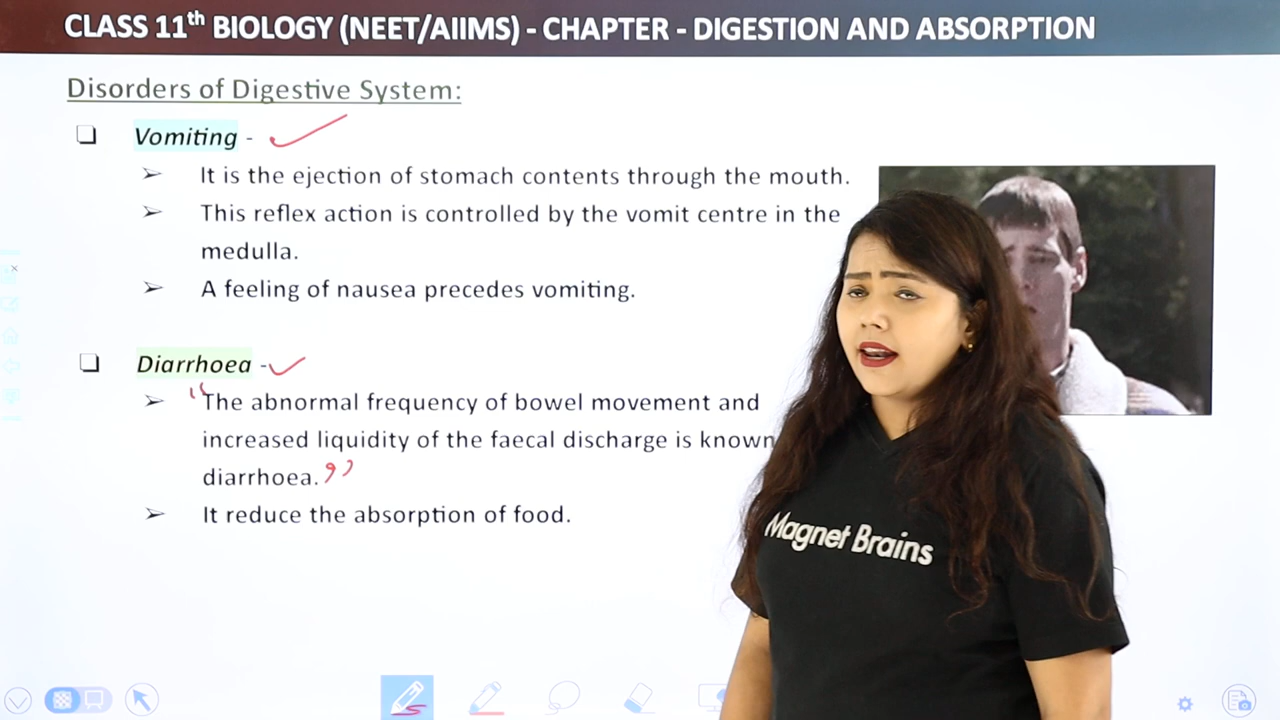 CLASS 11th BIOLOGY (NEET/AIIMS) - CHAPTER - DIGESTION AND ABSORPTION
Disorders of Digestive System:
❑ Vomiting -
➢ It is the ejection of stomach contents through the mouth.
➢ This reflex action is controlled by the vomit centre in the
medulla.
➢ A feeling of nausea precedes vomiting.
❑ Diarrhoea -
➢ "The abnormal frequency of bowel movement and
increased liquidity of the faecal discharge is known
diarrhoea."
➢ It reduce the absorption of food.
Magnet Brains